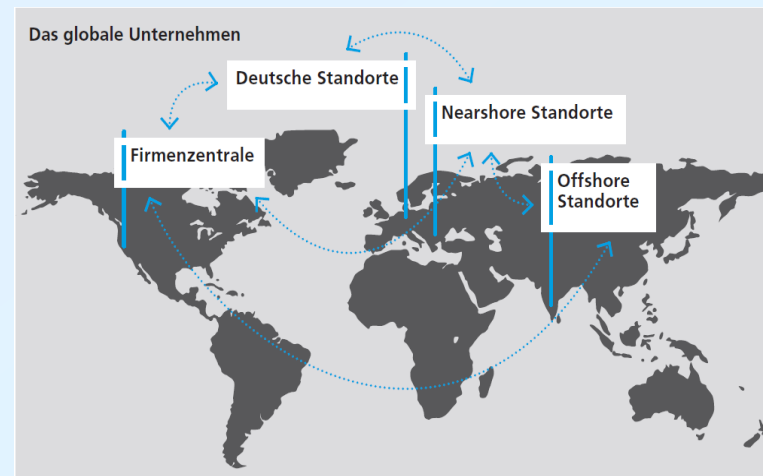 Das globale Unternehmen
Deutsche Standorte
Nearshore Standorte
Firmenzentrale
Offshore
Standorte